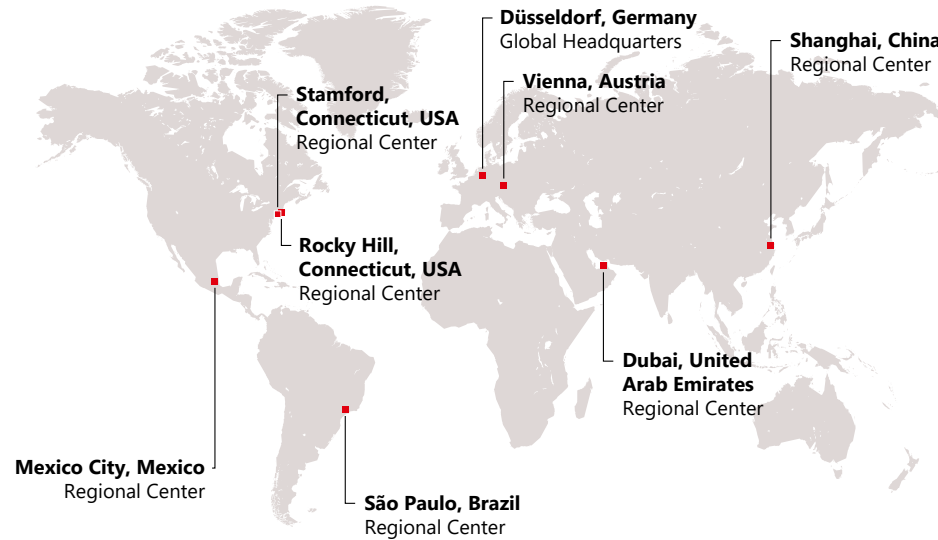 Düsseldorf, Germany
Global Headquarters
Shanghai, China
Regional Center
Vienna, Austria
Regional Center
Stamford,
Connecticut, USA
Regional Center
Rocky Hill,
Connecticut, USA
Regional Center
Dubai, United
Arab Emirates
Regional Center
Mexico City, Mexico
Regional Center
São Paulo, Brazil
Regional Center